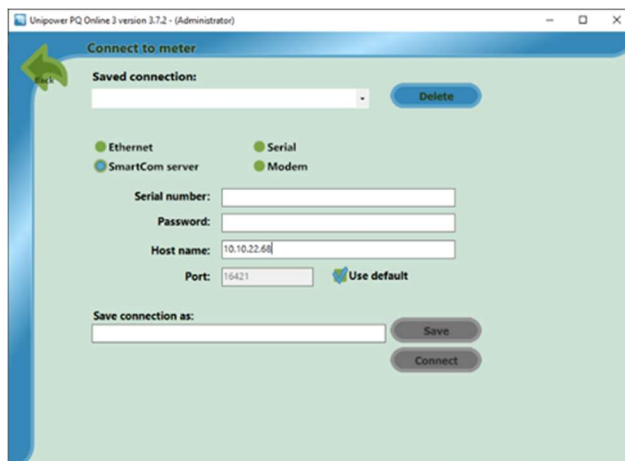 Unipower PQ Online 3 version 3.7.2 - (Administrator)
Connect to meter
Back
Saved connection:
Delete
Ethernet
Serial
SmartCom server
Modem
Serial number:
Password:
Host name: 10.10.22.68
Port: 16421 Use default
Save connection as:
Save
Connect